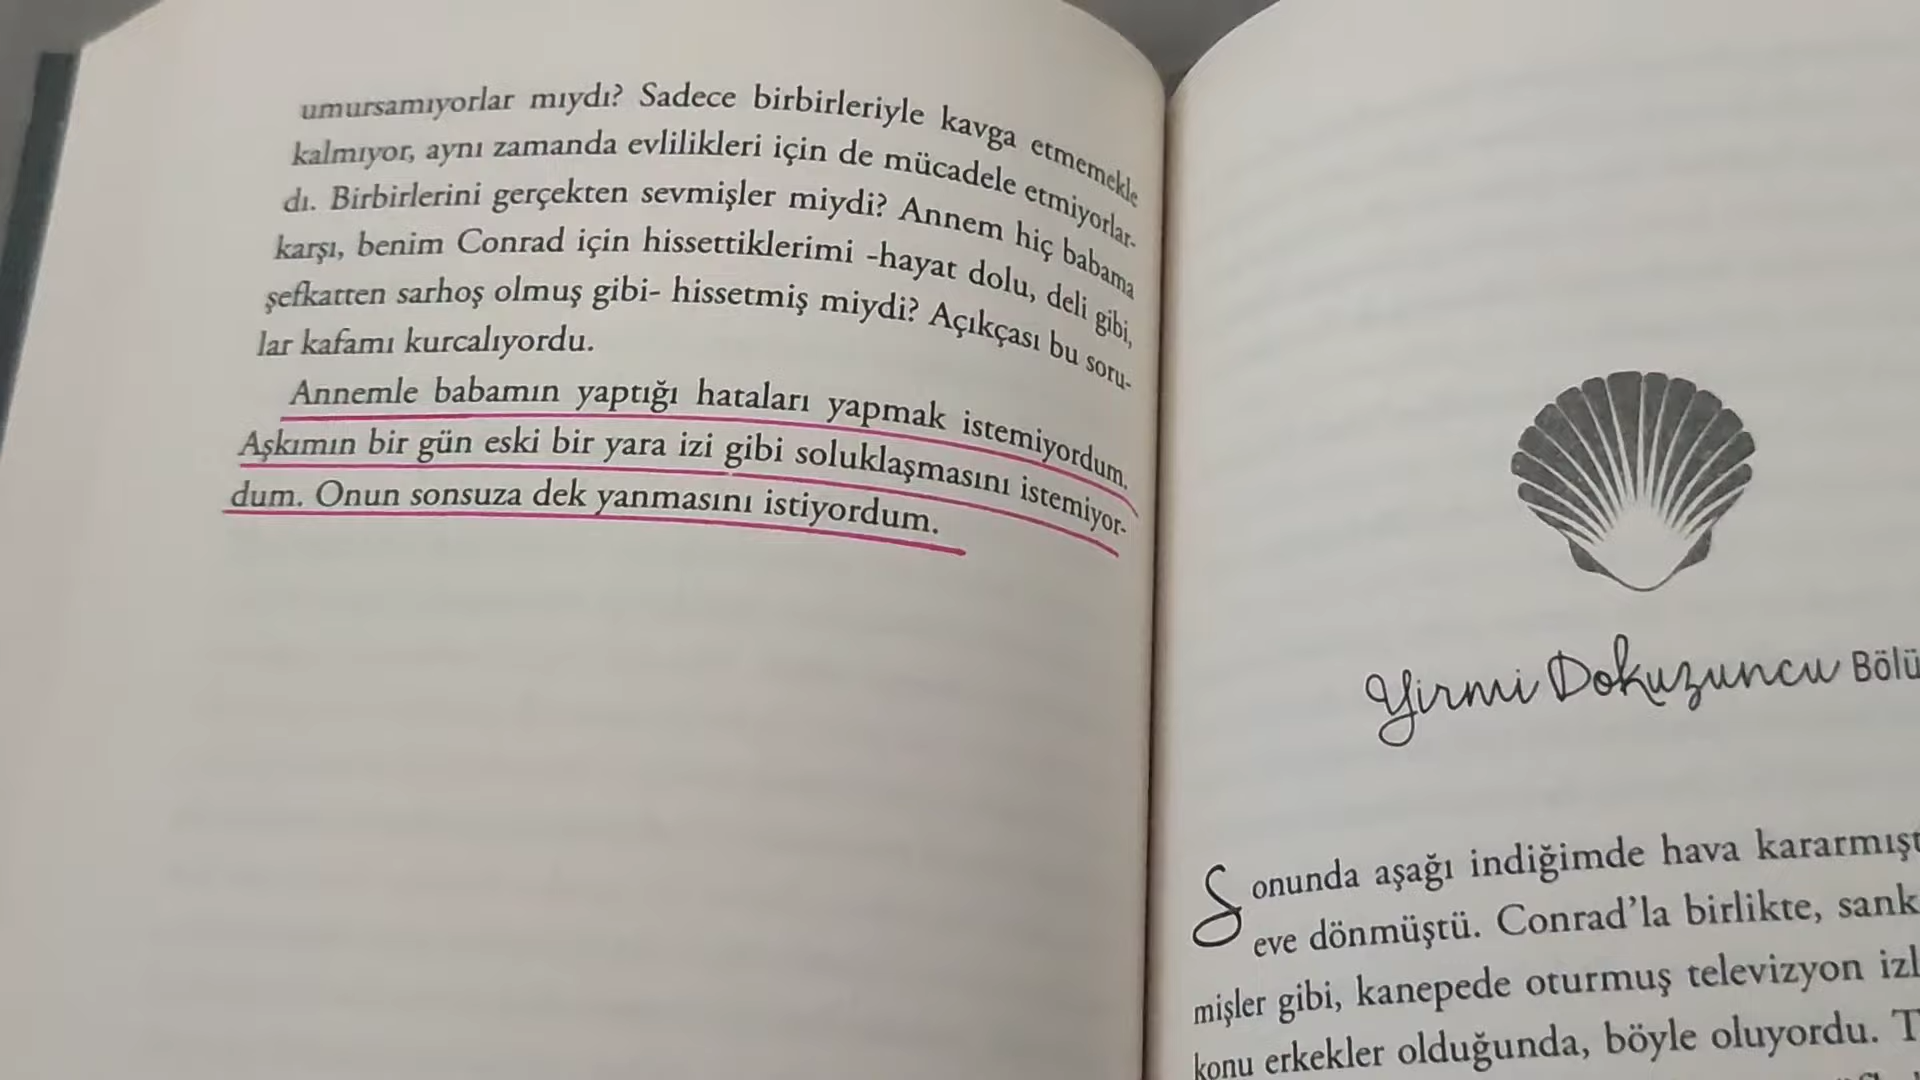 umursamıyorlar mıydı? Sadece birbirleriyle kavga etmemekle
kalmıyor, aynı zamanda evlilikleri için de mücadele etmiyorlar-
dı. Birbirlerini gerçekten sevmişler miydi? Annem hiç babama
karşı, benim Conrad için hissettiklerimi -hayat dolu, deli gibi,
şefkatten sarhoş olmuş gibi- hissetmiş miydi? Açıkçası bu soru-
lar kafamı kurcalıyordu.
Annemle babamın yaptığı hataları yapmak istemiyordum.
Aşkımın bir gün eski bir yara izi gibi soluklaşmasını istemiyor-
dum. Onun sonsuza dek yanmasını istiyordum.
Yirmi Dokuzuncu Bölü
Sonunda aşağı indiğimde hava kararmışt
eve dönmüştü. Conrad'la birlikte, sank
mişler gibi, kanepede oturmuş televizyon izl
konu erkekler olduğunda, böyle oluyordu. T